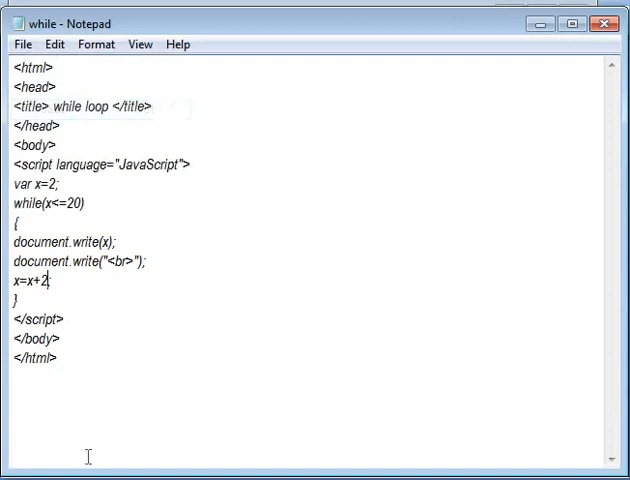 while - Notepad
File Edit Format View Help
<html>
<head>
<title> while loop </title>
</head>
<body>
<script language="JavaScript">
var x=2;
while(x<=20)
{
document.write(x);
document.write("<br>");
x=x+2;
}
</script>
</body>
</html>